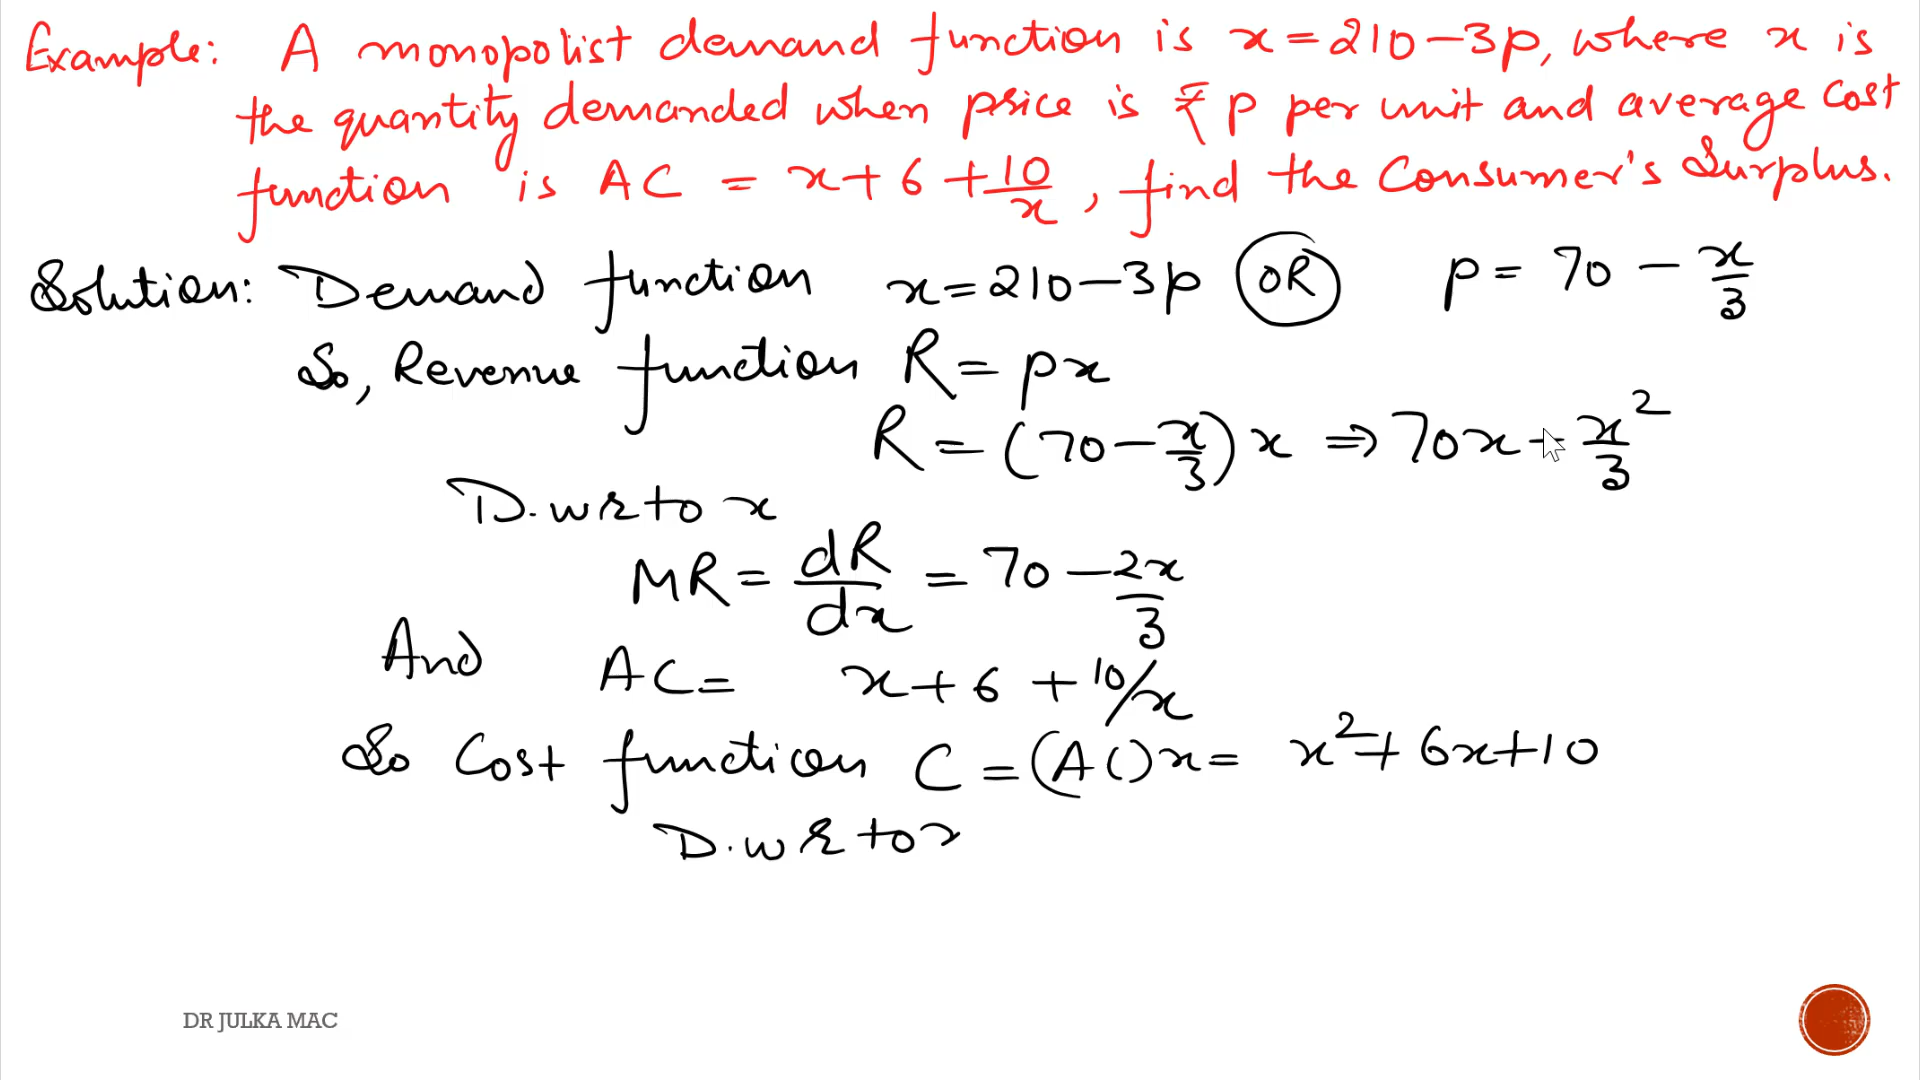 Example: A monopolist demand function is x=210-3p, where x is
the quantity demanded when price is ₹ p per unit and average cost
function is AC = x+6+10/x, find the Consumer's Surplus.
Solution: Demand function x=210-3p OR p = 70 - x/3
So, Revenue function R = px
R = (70-x/3)x ⇒ 70x - x²/3
D.w r to x
MR = dR/dx = 70 - 2x/3
And AC = x+6+10/x
So Cost function C = (AC)x = x²+6x+10
D.w r to x
DR JULKA MAC